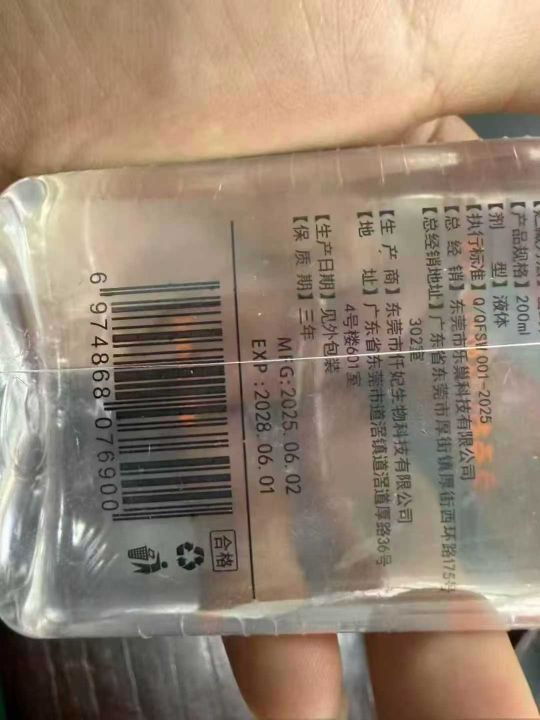 【产品规格】200ml
【剂 型】液体
【执行标准】Q/QFSW 001-2025
【总 经 销】东莞市乐巢科技有限公司
【总经销地址】广东省东莞市厚街镇厚街西环路175号
302室
【生 产 商】东莞市仟妃生物科技有限公司
【地 址】广东省东莞市道滘镇道滘道厚路36号
4号楼601室
【生产日期】见外包装
【保 质 期】三年
MFG:2025.06.02
EXP:2028.06.01
6 974868 076900
合格